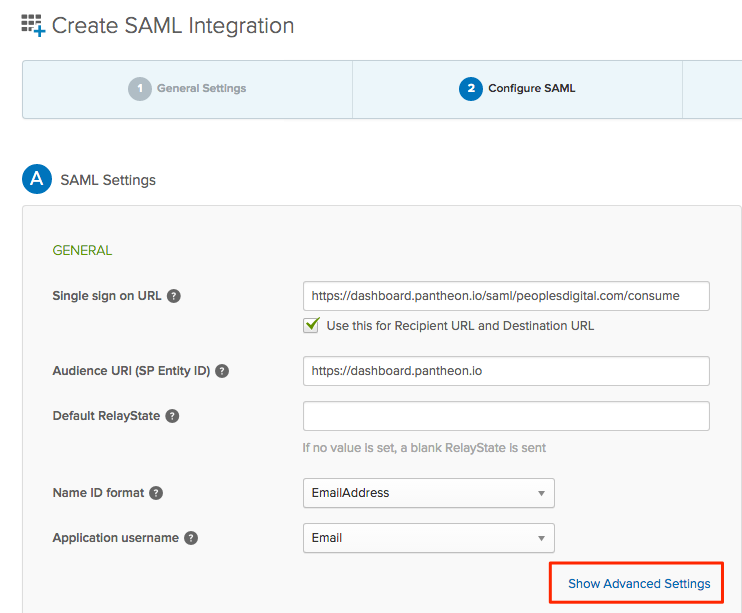 Create SAML Integration
1 General Settings
2 Configure SAML
A SAML Settings
GENERAL
Single sign on URL ?
https://dashboard.pantheon.io/saml/peoplesdigital.com/consume
Use this for Recipient URL and Destination URL
Audience URI (SP Entity ID) ?
https://dashboard.pantheon.io
Default RelayState ?
If no value is set, a blank RelayState is sent
Name ID format ?
EmailAddress
Application username ?
Email
Show Advanced Settings